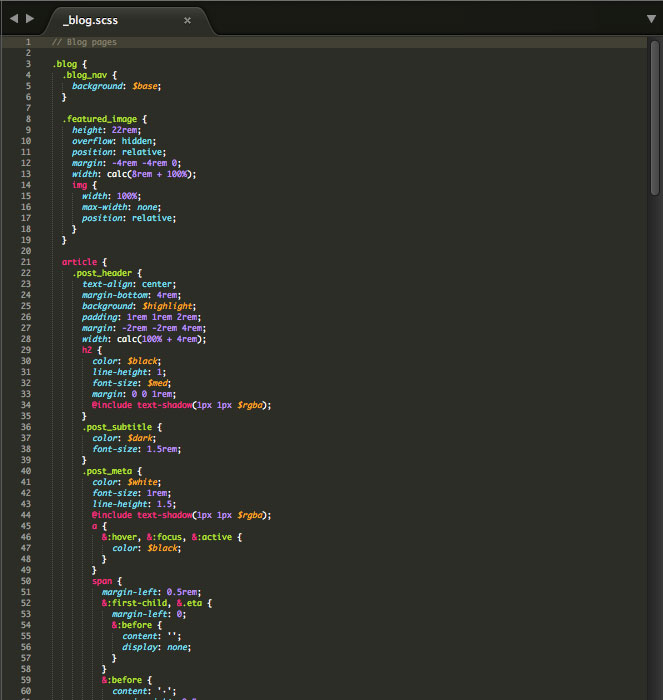 _blog.scss
1 // Blog pages
2
3 .blog {
4 .blog_nav {
5 background: $base;
6 }
7
8 .featured_image {
9 height: 22rem;
10 overflow: hidden;
11 position: relative;
12 margin: -4rem -4rem 0;
13 width: calc(8rem + 100%);
14 img {
15 width: 100%;
16 max-width: none;
17 position: relative;
18 }
19 }
20
21 article {
22 .post_header {
23 text-align: center;
24 margin-bottom: 4rem;
25 background: $highlight;
26 padding: 1rem 1rem 2rem;
27 margin: -2rem -2rem 4rem;
28 width: calc(100% + 4rem);
29 h2 {
30 color: $black;
31 line-height: 1;
32 font-size: $med;
33 margin: 0 0 1rem;
34 @include text-shadow(1px 1px $rgba);
35 }
36 .post_subtitle {
37 color: $dark;
38 font-size: 1.5rem;
39 }
40 .post_meta {
41 color: $white;
42 font-size: 1rem;
43 line-height: 1.5;
44 @include text-shadow(1px 1px $rgba);
45 a {
46 &:hover, &:focus, &:active {
47 color: $black;
48 }
49 }
50 span {
51 margin-left: 0.5rem;
52 &:first-child, &.eta {
53 margin-left: 0;
54 &:before {
55 content: '';
56 display: none;
57 }
58 }
59 &:before {
60 content: '·';